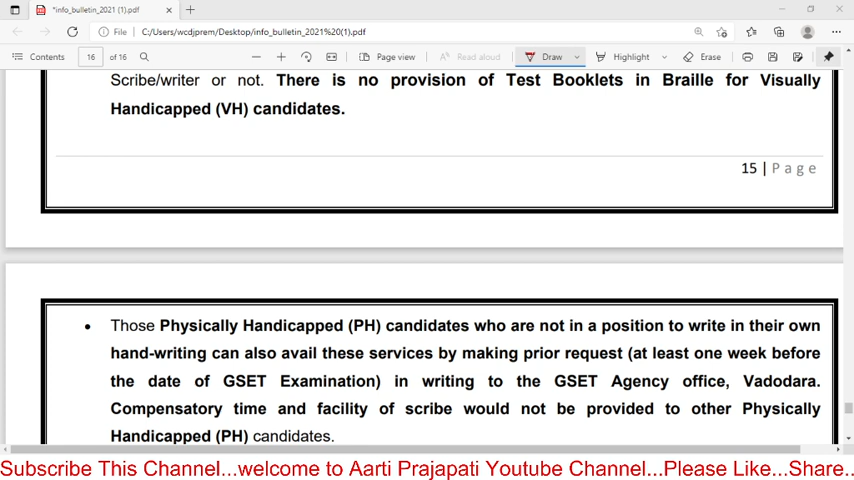 *info_bulletin_2021 (1).pdf
File
C:/Users/wcdjprem/Desktop/info_bulletin_2021%20(1).pdf
Contents
16
of 16
Page view
Read aloud
Draw
Highlight
Erase
Scribe/writer or not. There is no provision of Test Booklets in Braille for Visually
Handicapped (VH) candidates.
15 | P a g e
• Those Physically Handicapped (PH) candidates who are not in a position to write in their own
hand-writing can also avail these services by making prior request (at least one week before
the date of GSET Examination) in writing to the GSET Agency office, Vadodara.
Compensatory time and facility of scribe would not be provided to other Physically
Handicapped (PH) candidates.
Subscribe This Channel...welcome to Aarti Prajapati Youtube Channel...Please Like...Share..